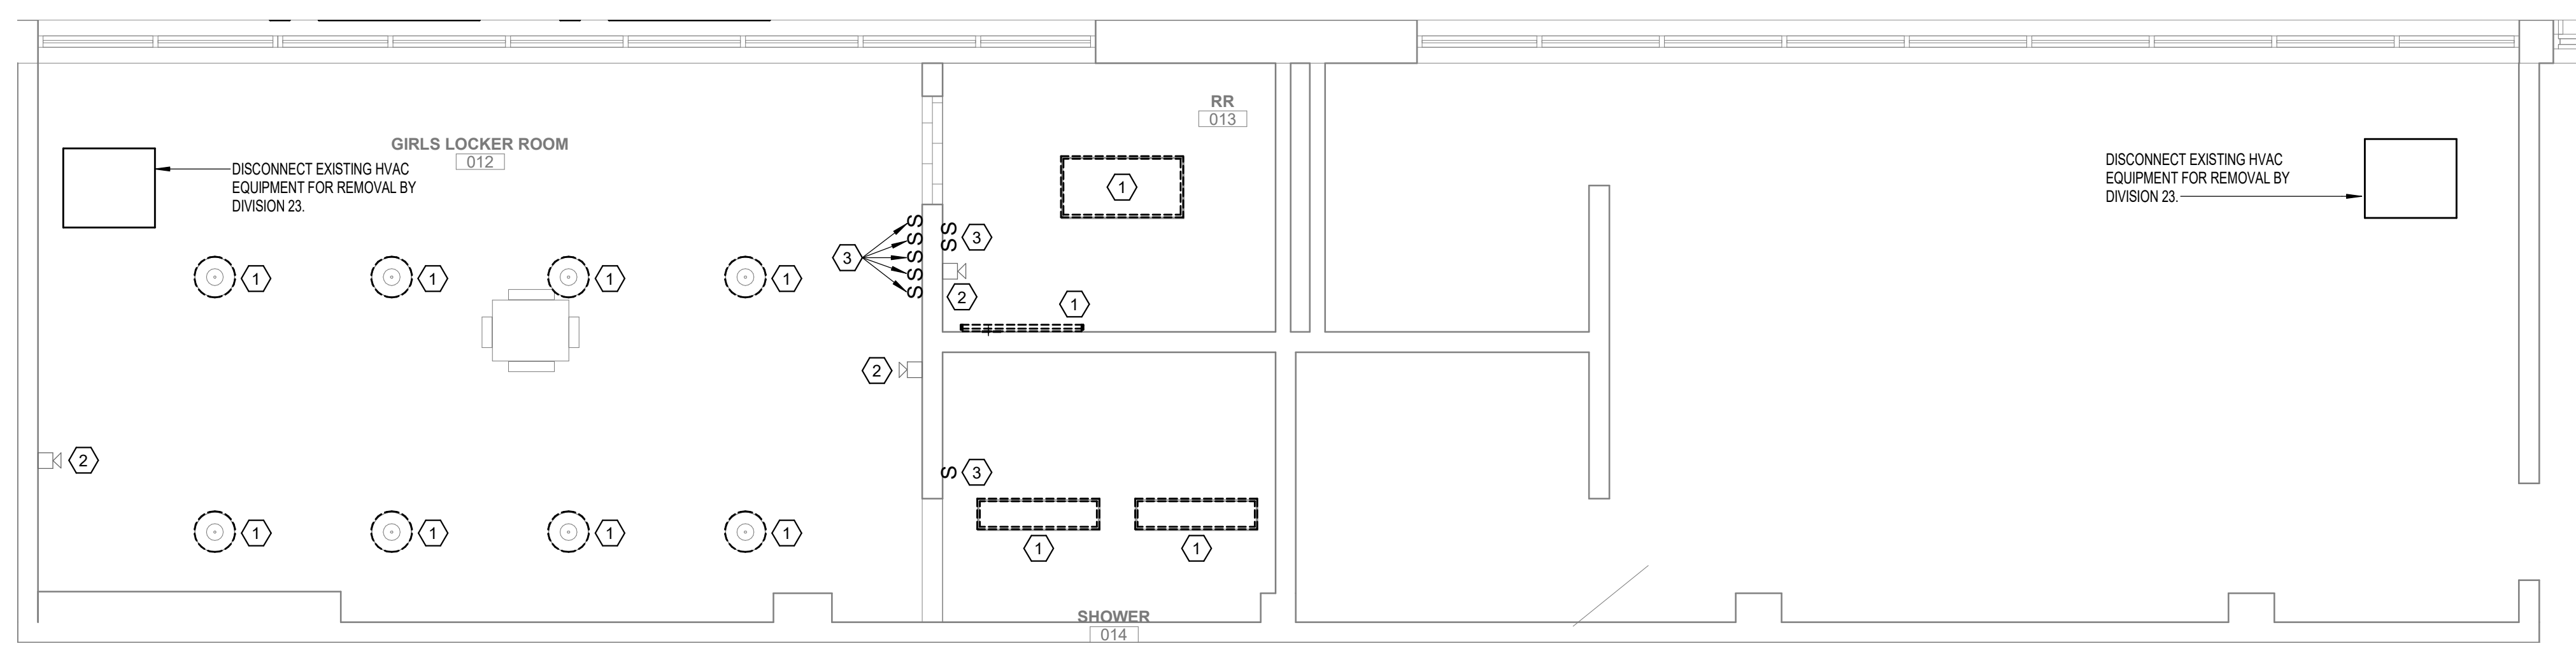 RR
013
GIRLS LOCKER ROOM
012
DISCONNECT EXISTING HVAC
EQUIPMENT FOR REMOVAL BY
DIVISION 23.
DISCONNECT EXISTING HVAC
EQUIPMENT FOR REMOVAL BY
DIVISION 23.
1
S
S
S
S
S
3
SS
SS
3
1
1
1
1
2
1
2
2
S
3
1
1
1
1
1
1
SHOWER
014